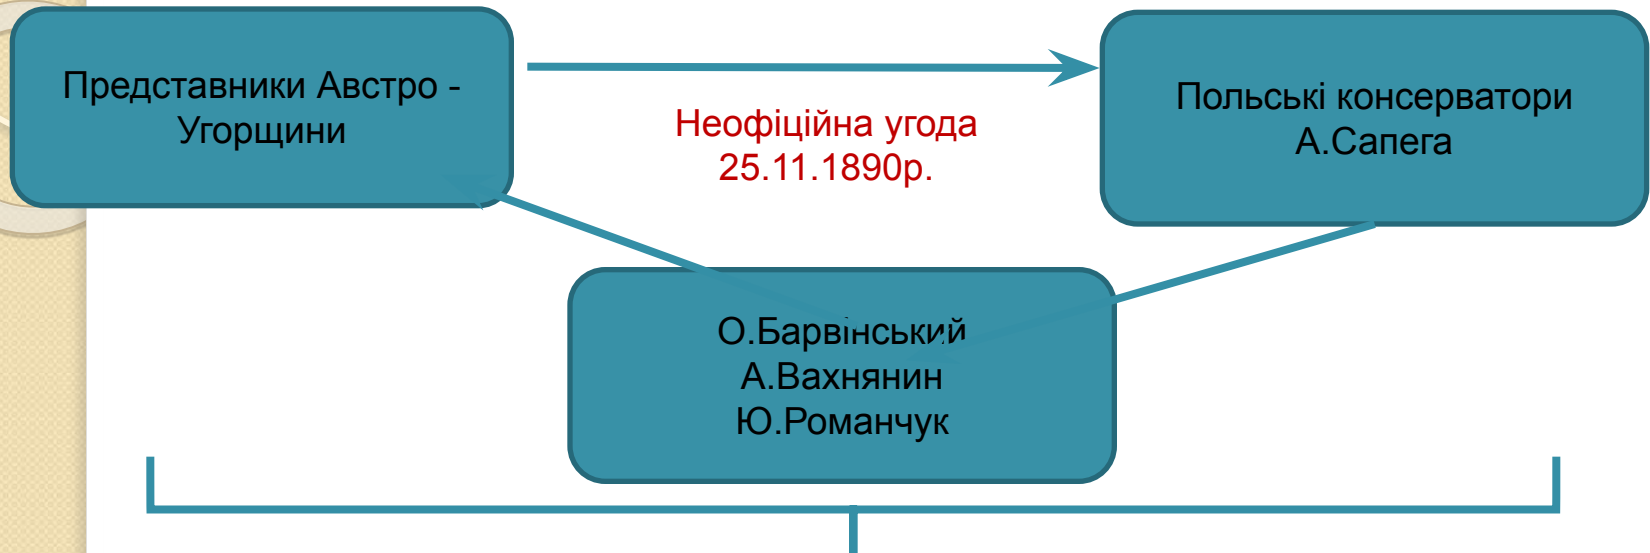 Представники Австро -
Угорщини
Неофіційна угода
25.11.1890р.
Польські консерватори
А.Сапега
О.Барвінський
А.Вахнянин
Ю.Романчук